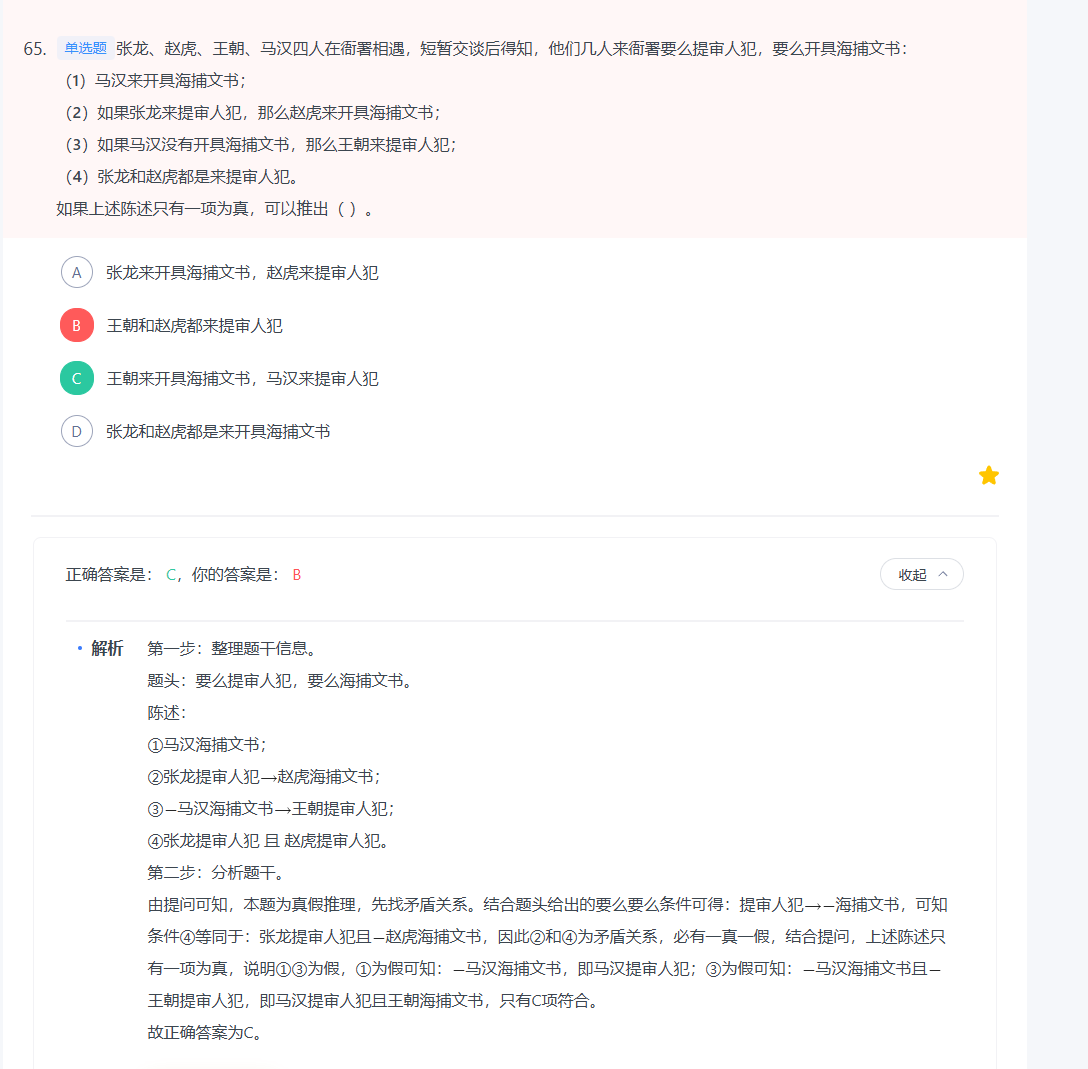 65. 单选题 张龙、赵虎、王朝、马汉四人在衙署相遇，短暂交谈后得知，他们几人来衙署要么提审人犯，要么开具海捕文书：
（1）马汉来开具海捕文书；
（2）如果张龙来提审人犯，那么赵虎来开具海捕文书；
（3）如果马汉没有开具海捕文书，那么王朝来提审人犯；
（4）张龙和赵虎都是来提审人犯。
如果上述陈述只有一项为真，可以推出（ ）。
A 张龙来开具海捕文书，赵虎来提审人犯
B 王朝和赵虎都来提审人犯
C 王朝来开具海捕文书，马汉来提审人犯
D 张龙和赵虎都是来开具海捕文书
正确答案是： C，你的答案是： B
收起
解析 第一步：整理题干信息。
题头：要么提审人犯，要么海捕文书。
陈述：
①马汉海捕文书；
②张龙提审人犯→赵虎海捕文书；
③—马汉海捕文书→王朝提审人犯；
④张龙提审人犯 且 赵虎提审人犯。
第二步：分析题干。
由提问可知，本题为真假推理，先找矛盾关系。结合题头给出的要么要么条件可得：提审人犯→—海捕文书，可知
条件④等同于：张龙提审人犯且—赵虎海捕文书，因此②和④为矛盾关系，必有一真一假，结合提问，上述陈述只
有一项为真，说明①③为假，①为假可知：—马汉海捕文书，即马汉提审人犯；③为假可知：—马汉海捕文书且—
王朝提审人犯，即马汉提审人犯且王朝海捕文书，只有C项符合。
故正确答案为C。